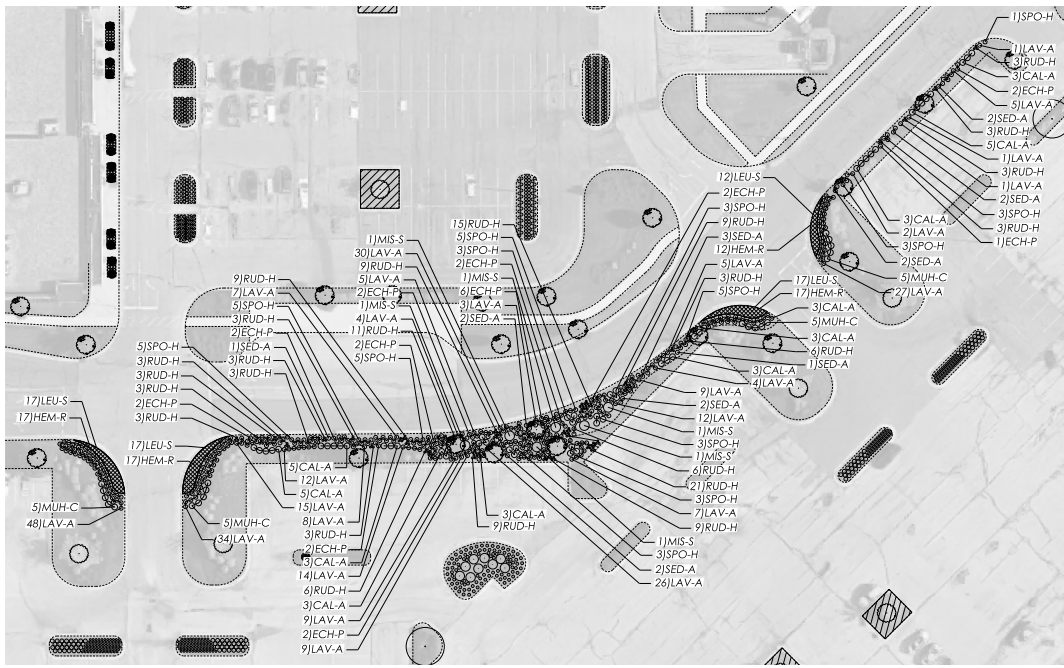 1)SPO-H
1)LAV-A
3)RUD-H
3)CAL-A
2)ECH-P
5)LAV-A
2)SED-A
3)RUD-H
5)CAL-A
1)LAV-A
3)RUD-H
1)LAV-A
2)SED-A
3)SPO-H
3)RUD-H
1)ECH-P
3)CAL-A
2)LAV-A
3)SPO-H
2)SED-A
5)MUH-C
27)LAV-A
12)LEU-S
2)ECH-P
3)SPO-H
9)RUD-H
3)SED-A
12)HEM-R
5)LAV-A
3)RUD-H
5)SPO-H
17)LEU-S
17)HEM-R
3)CAL-A
5)MUH-C
3)CAL-A
6)RUD-H
1)SED-A
3)CAL-A
4)LAV-A
15)RUD-H
5)SPO-H
3)SPO-H
2)ECH-P
1)MIS-S
6)ECH-P
3)LAV-A
2)SED-A
1)MIS-S
30)LAV-A
9)RUD-H
5)LAV-A
2)ECH-P
1)MIS-S
4)LAV-A
11)RUD-H
2)ECH-P
5)SPO-H
9)RUD-H
7)LAV-A
5)SPO-H
3)RUD-H
2)ECH-P
1)SED-A
3)RUD-H
3)RUD-H
5)SPO-H
3)RUD-H
3)RUD-H
3)RUD-H
2)ECH-P
3)RUD-H
17)LEU-S
17)HEM-R
17)LEU-S
17)HEM-R
5)MUH-C
48)LAV-A
5)MUH-C
34)LAV-A
5)CAL-A
12)LAV-A
5)CAL-A
15)LAV-A
8)LAV-A
3)RUD-H
2)ECH-P
3)CAL-A
14)LAV-A
6)RUD-H
3)CAL-A
9)LAV-A
2)ECH-P
9)LAV-A
3)CAL-A
9)RUD-H
9)LAV-A
2)SED-A
12)LAV-A
1)MIS-S
3)SPO-H
1)MIS-S
6)RUD-H
21)RUD-H
3)SPO-H
7)LAV-A
9)RUD-H
1)MIS-S
3)SPO-H
2)SED-A
26)LAV-A